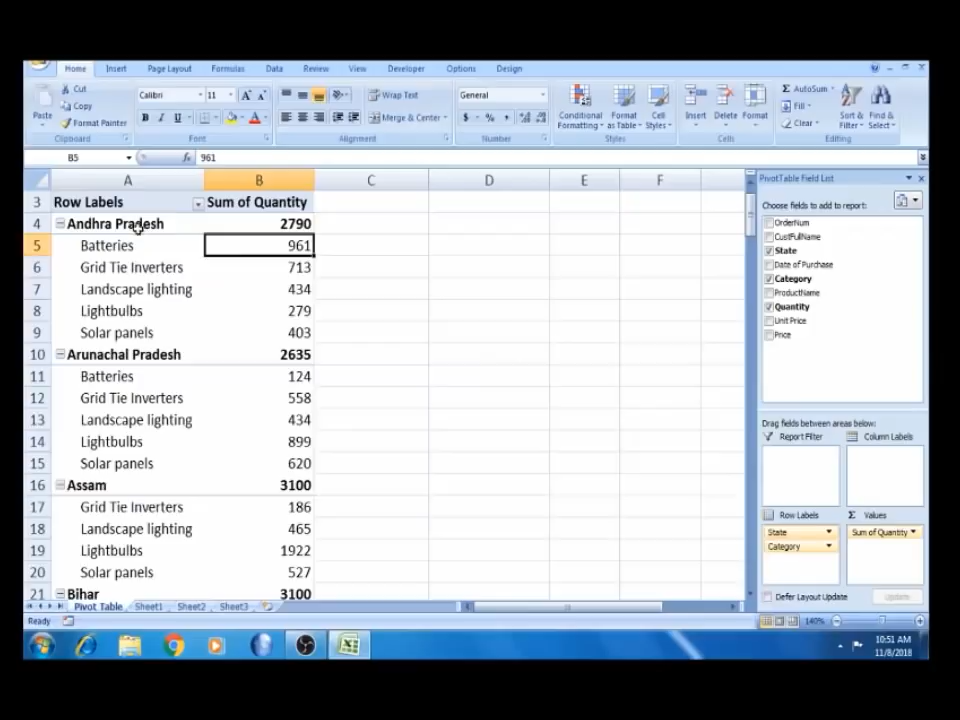 Home Insert Page Layout Formulas Data Review View Developer Options Design
Cut
Copy
Format Painter
Paste
Clipboard
Calibri 11
B I U
Font
Wrap Text
Merge & Center
Alignment
General
$ % ,
Number
Conditional Formatting
Format as Table
Cell Styles
Styles
Insert Delete Format
Cells
Σ AutoSum
Fill
Clear
Sort & Filter
Find & Select
Editing
B5 fx 961
A B C D E F
3 Row Labels Sum of Quantity
4 Andhra Pradesh 2790
5 Batteries 961
6 Grid Tie Inverters 713
7 Landscape lighting 434
8 Lightbulbs 279
9 Solar panels 403
10 Arunachal Pradesh 2635
11 Batteries 124
12 Grid Tie Inverters 558
13 Landscape lighting 434
14 Lightbulbs 899
15 Solar panels 620
16 Assam 3100
17 Grid Tie Inverters 186
18 Landscape lighting 465
19 Lightbulbs 1922
20 Solar panels 527
21 Bihar 3100
PivotTable Field List
Choose fields to add to report:
OrderNum
CustFullName
State
Date of Purchase
Category
ProductName
Quantity
Unit Price
Price
Drag fields between areas below:
Report Filter Column Labels
Row Labels Σ Values
State Sum of Quantity
Category
Defer Layout Update Update
Pivot Table Sheet1 Sheet2 Sheet3
Ready 140%
10:51 AM
11/8/2018